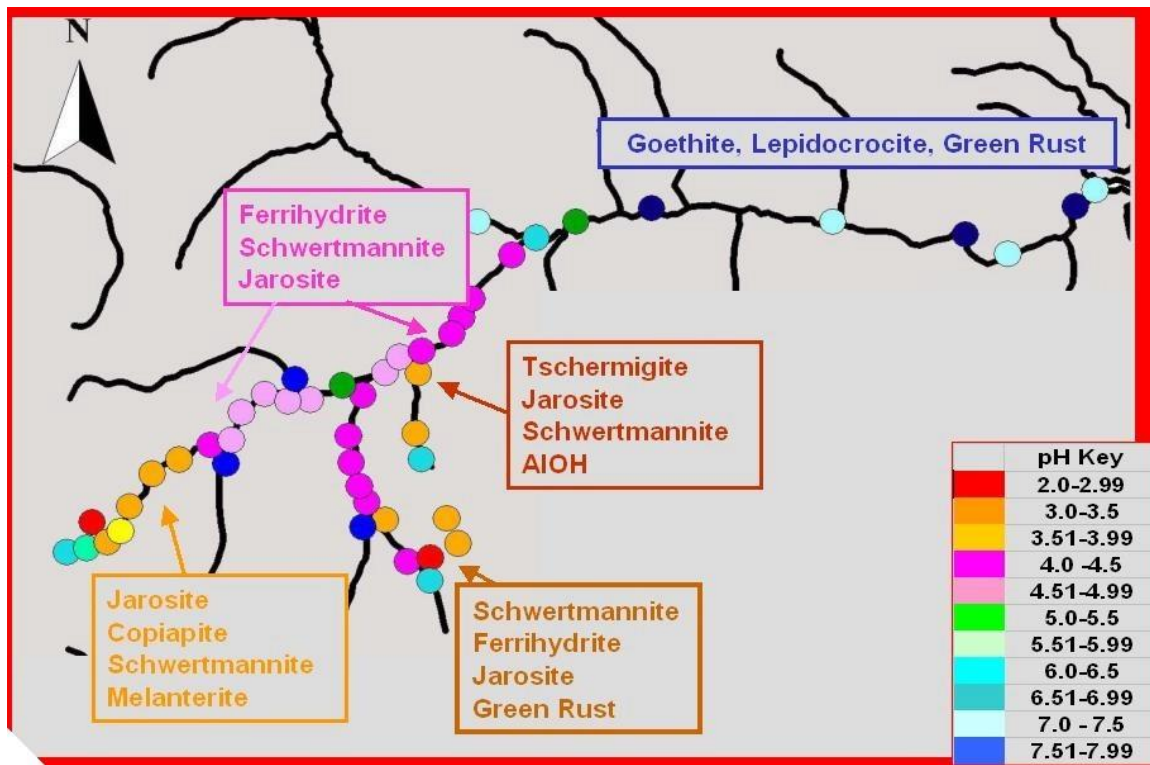 N
Goethite, Lepidocrocite, Green Rust
Ferrihydrite
Schwertmannite
Jarosite
Tschermigite
Jarosite
Schwertmannite
AlOH
Jarosite
Copiapite
Schwertmannite
Melanterite
Schwertmannite
Ferrihydrite
Jarosite
Green Rust
pH Key
2.0-2.99
3.0-3.5
3.51-3.99
4.0 -4.5
4.51-4.99
5.0-5.5
5.51-5.99
6.0-6.5
6.51-6.99
7.0 - 7.5
7.51-7.99